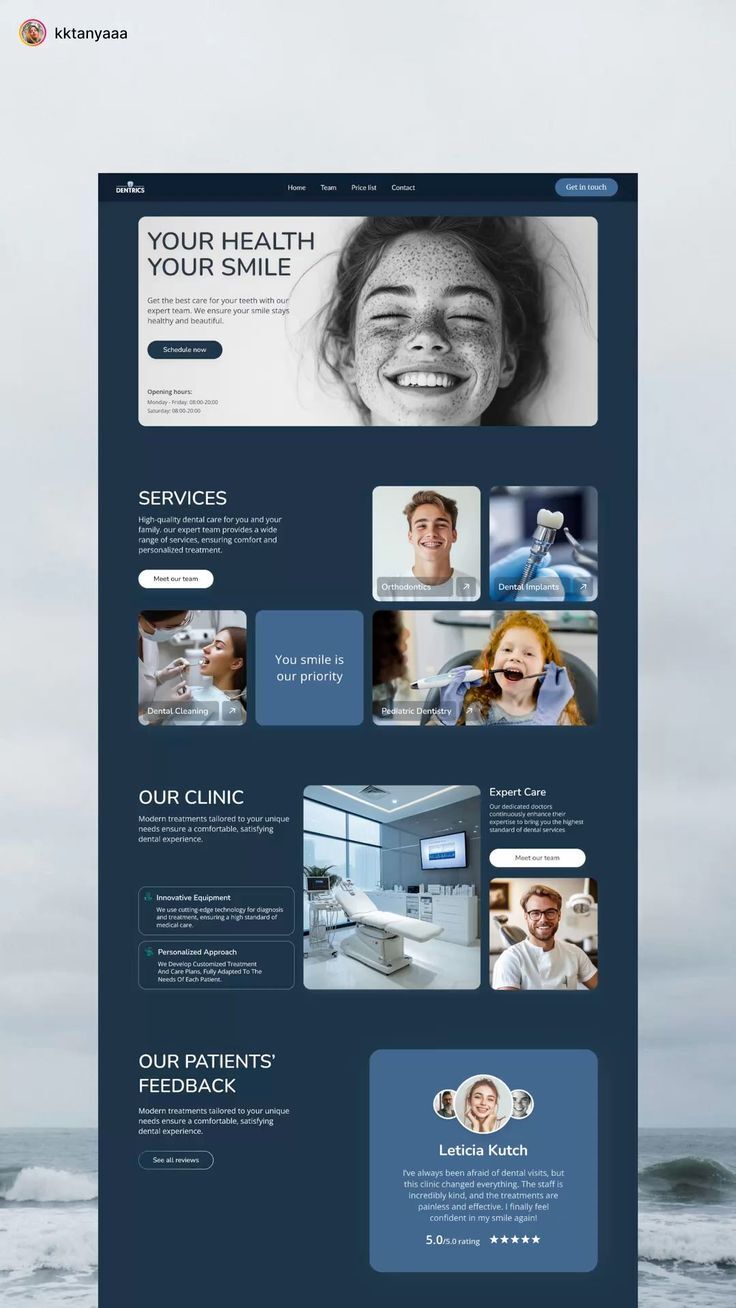 kktanyaaa
DENTRICS
Home
Team
Price list
Contact
Get in touch
YOUR HEALTH
YOUR SMILE
Get the best care for your teeth with our
expert team. We ensure your smile stays
healthy and beautiful.
Schedule now
Opening hours:
Monday - Friday: 08:00-20:00
Saturday: 08:00-20:00
SERVICES
High-quality dental care for you and your
family. our expert team provides a wide
range of services, ensuring comfort and
personalized treatment.
Meet our team
Orthodontics
Dental Implants
Dental Cleaning
You smile is
our priority
Pediatric Dentistry
OUR CLINIC
Modern treatments tailored to your unique
needs ensure a comfortable, satisfying
dental experience.
Innovative Equipment
We use cutting-edge technology for diagnosis
and treatment, ensuring a high standard of
medical care.
Personalized Approach
We Develop Customized Treatment
And Care Plans, Fully Adapted To The
Needs Of Each Patient.
Expert Care
Our dedicated doctors
continuously enhance their
expertise to bring you the highest
standard of dental services
Meet our team
OUR PATIENTS’
FEEDBACK
Modern treatments tailored to your unique
needs ensure a comfortable, satisfying
dental experience.
See all reviews
Leticia Kutch
I’ve always been afraid of dental visits, but
this clinic changed everything. The staff is
incredibly kind, and the treatments are
painless and effective. I finally feel
confident in my smile again!
5.0/5.0 rating